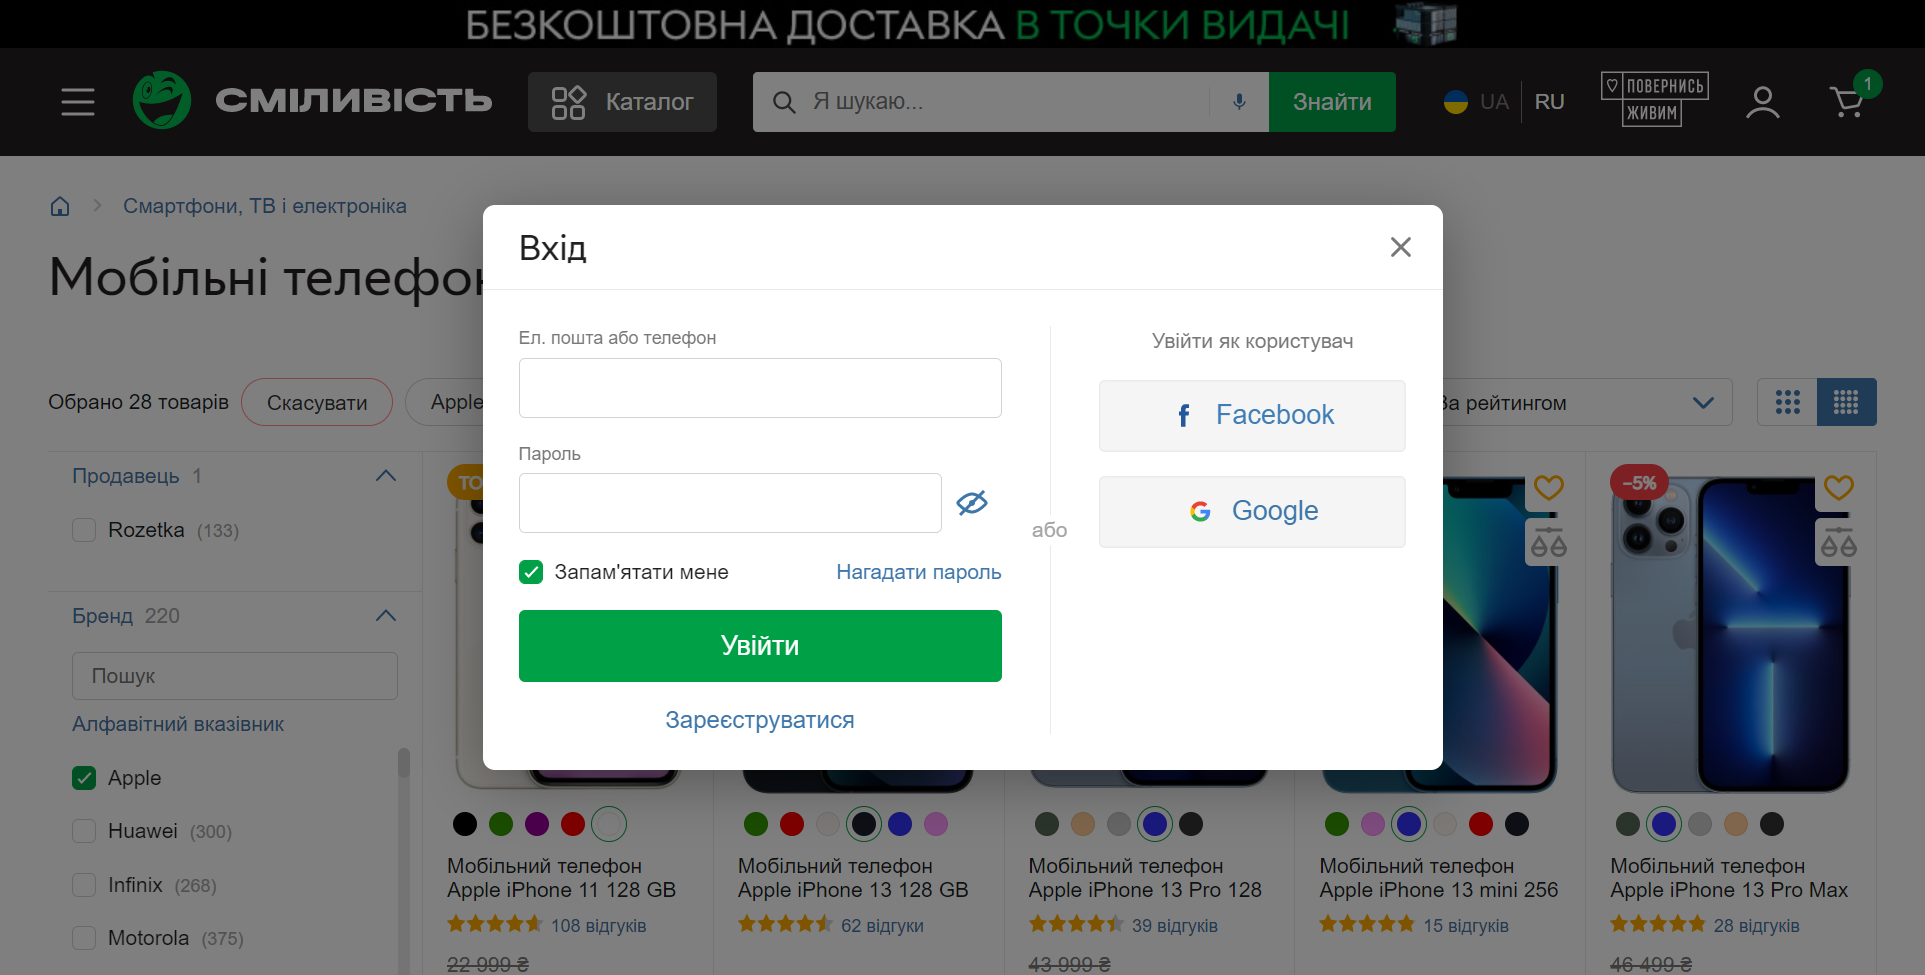 БЕЗКОШТОВНА ДОСТАВКА В ТОЧКИ ВИДАЧІ
СМІЛИВІСТЬ
Каталог
Я шукаю...
Знайти
UA
RU
ПОВЕРНИСЬ
ЖИВИМ
1
Смартфони, ТВ і електроніка
Мобільні телефон
Вхід
Ел. пошта або телефон
Пароль
Запам'ятати мене
Нагадати пароль
Увійти
Зареєструватися
або
Увійти як користувач
Facebook
Google
Обрано 28 товарів
Скасувати
Apple
За рейтингом
Продавець 1
Rozetka (133)
Бренд 220
Пошук
Алфавітний вказівник
Apple
Huawei (300)
Infinix (268)
Motorola (375)
ТО
-5%
Мобільний телефон
Apple iPhone 11 128 GB
108 відгуків
22 999 ₴
Мобільний телефон
Apple iPhone 13 128 GB
62 відгуки
Мобільний телефон
Apple iPhone 13 Pro 128
39 відгуків
43 999 ₴
Мобільний телефон
Apple iPhone 13 mini 256
15 відгуків
Мобільний телефон
Apple iPhone 13 Pro Max
28 відгуків
46 499 ₴